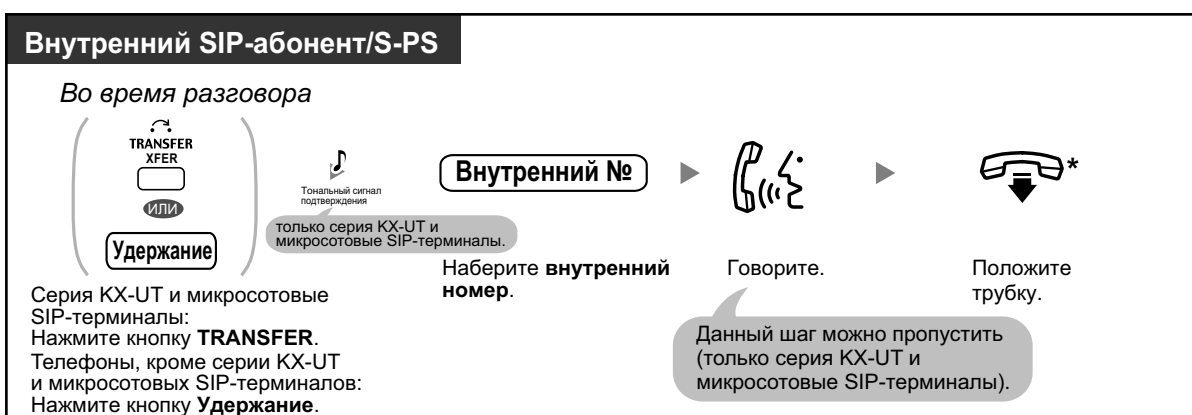 Внутренний SIP-абонент/S-PS
Во время разговора
TRANSFER
XFER
ИЛИ
Удержание
Тональный сигнал
подтверждения
только серия KX-UT и
микросотовые SIP-терминалы.
Серия KX-UT и микросотовые
SIP-терминалы:
Нажмите кнопку TRANSFER.
Телефоны, кроме серии KX-UT
и микросотовых SIP-терминалов:
Нажмите кнопку Удержание.
Внутренний №
Наберите внутренний
номер.
Говорите.
Данный шаг можно пропустить
(только серия KX-UT и
микросотовые SIP-терминалы).
*
Положите
трубку.